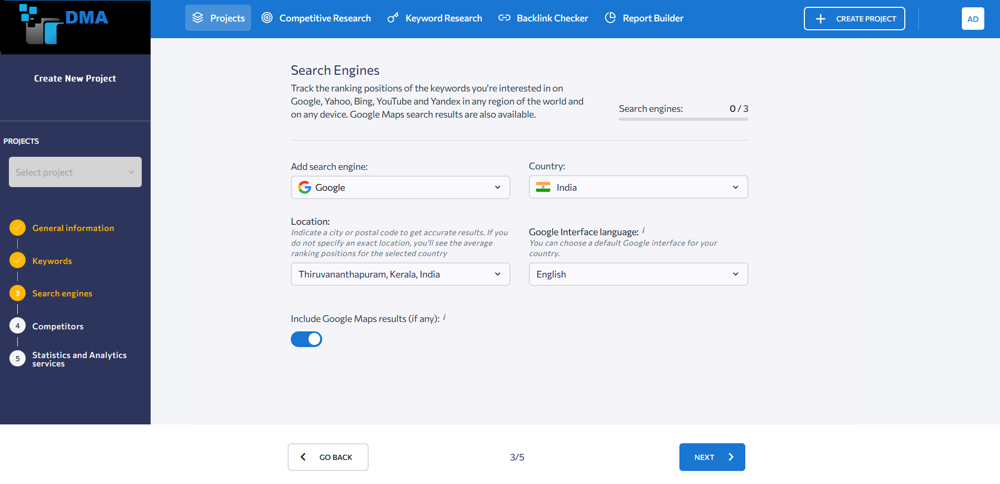 DMA
Projects
Competitive Research
Keyword Research
Backlink Checker
Report Builder
CREATE PROJECT
AD
Create New Project
PROJECTS
Select project
General information
Keywords
3
Search engines
4
Competitors
5
Statistics and Analytics
services
Search Engines
Track the ranking positions of the keywords you're interested in on
Google, Yahoo, Bing, YouTube and Yandex in any region of the world and
on any device. Google Maps search results are also available.
Search engines: 0 / 3
Add search engine:
Google
Country:
India
Location:
Indicate a city or postal code to get accurate results. If you
do not specify an exact location, you'll see the average
ranking positions for the selected country
Thiruvananthapuram, Kerala, India
Google Interface language: i
You can choose a default Google interface for your
country.
English
Include Google Maps results (if any): i
GO BACK
3/5
NEXT